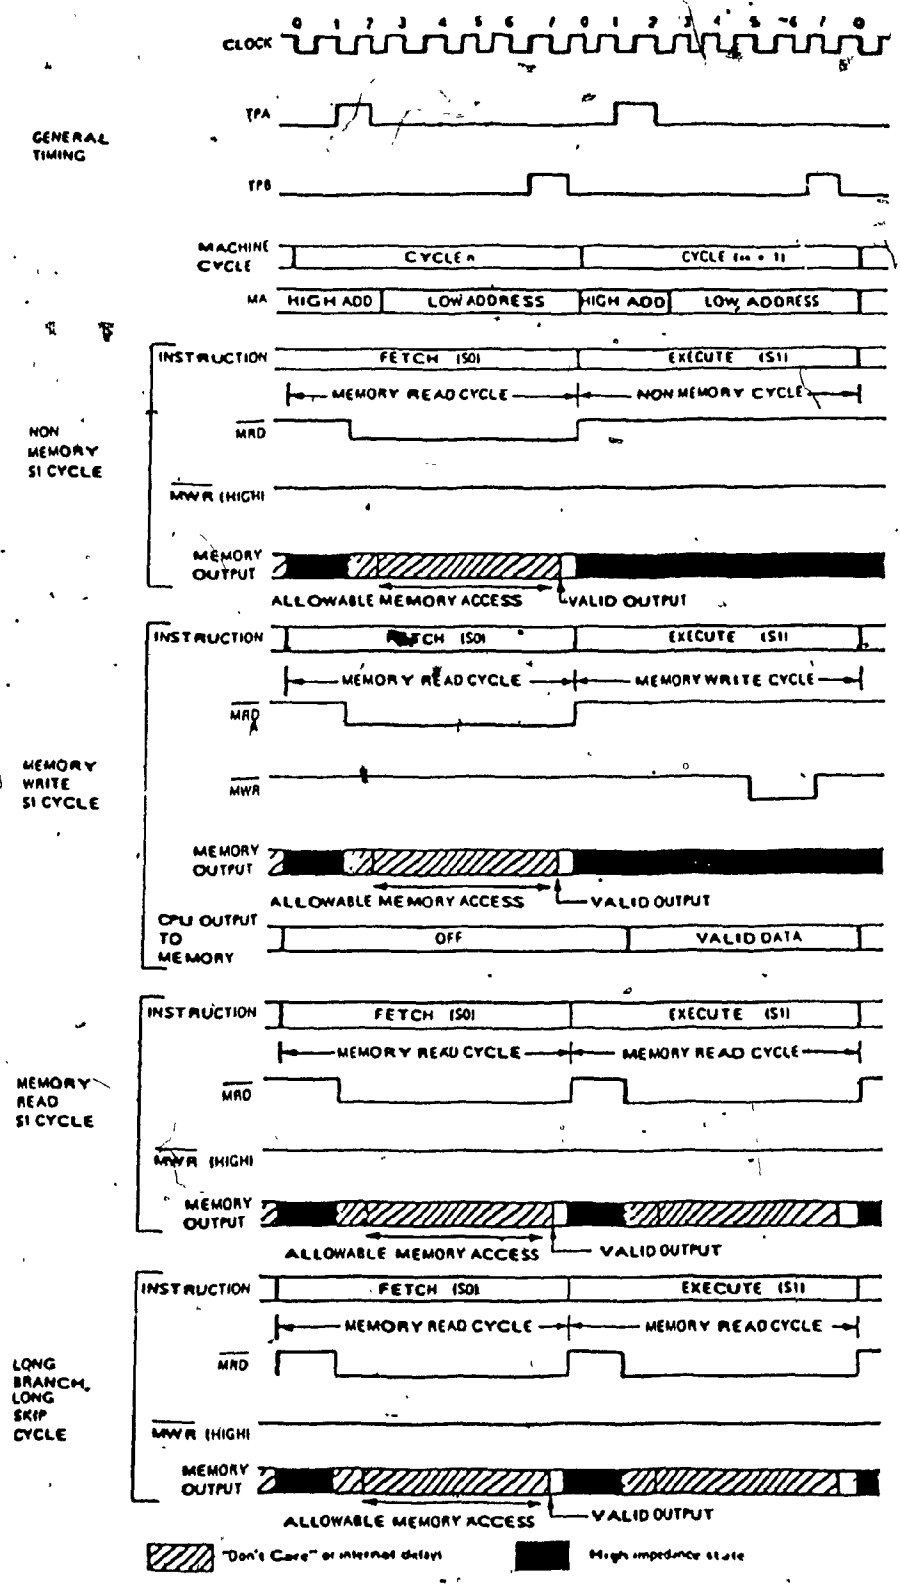 0 1 2 3 4 5 6 7 0 1 2 3 4 5 6 7 0
CLOCK
TPA
GENERAL
TIMING
TPB
MACHINE
CYCLE
CYCLE n
CYCLE (n + 1)
MA
HIGH ADD
LOW ADDRESS
HIGH ADD
LOW ADDRESS
INSTRUCTION
FETCH (S0)
EXECUTE (S1)
MEMORY READ CYCLE
NON MEMORY CYCLE
MRD
NON
MEMORY
S1 CYCLE
MWR (HIGH)
MEMORY
OUTPUT
ALLOWABLE MEMORY ACCESS
VALID OUTPUT
INSTRUCTION
FETCH (S0)
EXECUTE (S1)
MEMORY READ CYCLE
MEMORY WRITE CYCLE
MRD
MEMORY
WRITE
S1 CYCLE
MWR
MEMORY
OUTPUT
ALLOWABLE MEMORY ACCESS
VALID OUTPUT
CPU OUTPUT
TO
MEMORY
OFF
VALID DATA
INSTRUCTION
FETCH (S0)
EXECUTE (S1)
MEMORY READ CYCLE
MEMORY READ CYCLE
MEMORY
READ
S1 CYCLE
MRD
MWR (HIGH)
MEMORY
OUTPUT
ALLOWABLE MEMORY ACCESS
VALID OUTPUT
INSTRUCTION
FETCH (S0)
EXECUTE (S1)
MEMORY READ CYCLE
MEMORY READ CYCLE
MRD
LONG
BRANCH,
LONG
SKIP
CYCLE
MWR (HIGH)
MEMORY
OUTPUT
ALLOWABLE MEMORY ACCESS
VALID OUTPUT
"Don't Care" or internal delays
High impedance state